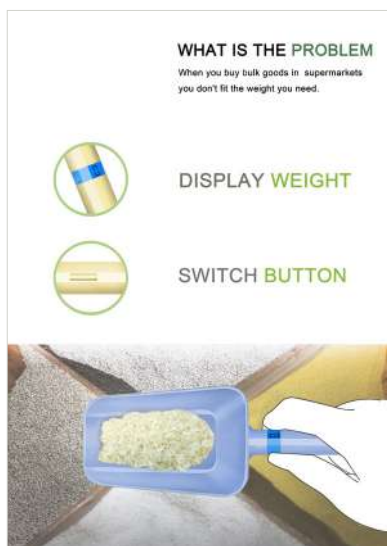 WHAT IS THE PROBLEM
When you buy bulk goods in supermarkets
you don't fit the weight you need.
DISPLAY WEIGHT
SWITCH BUTTON